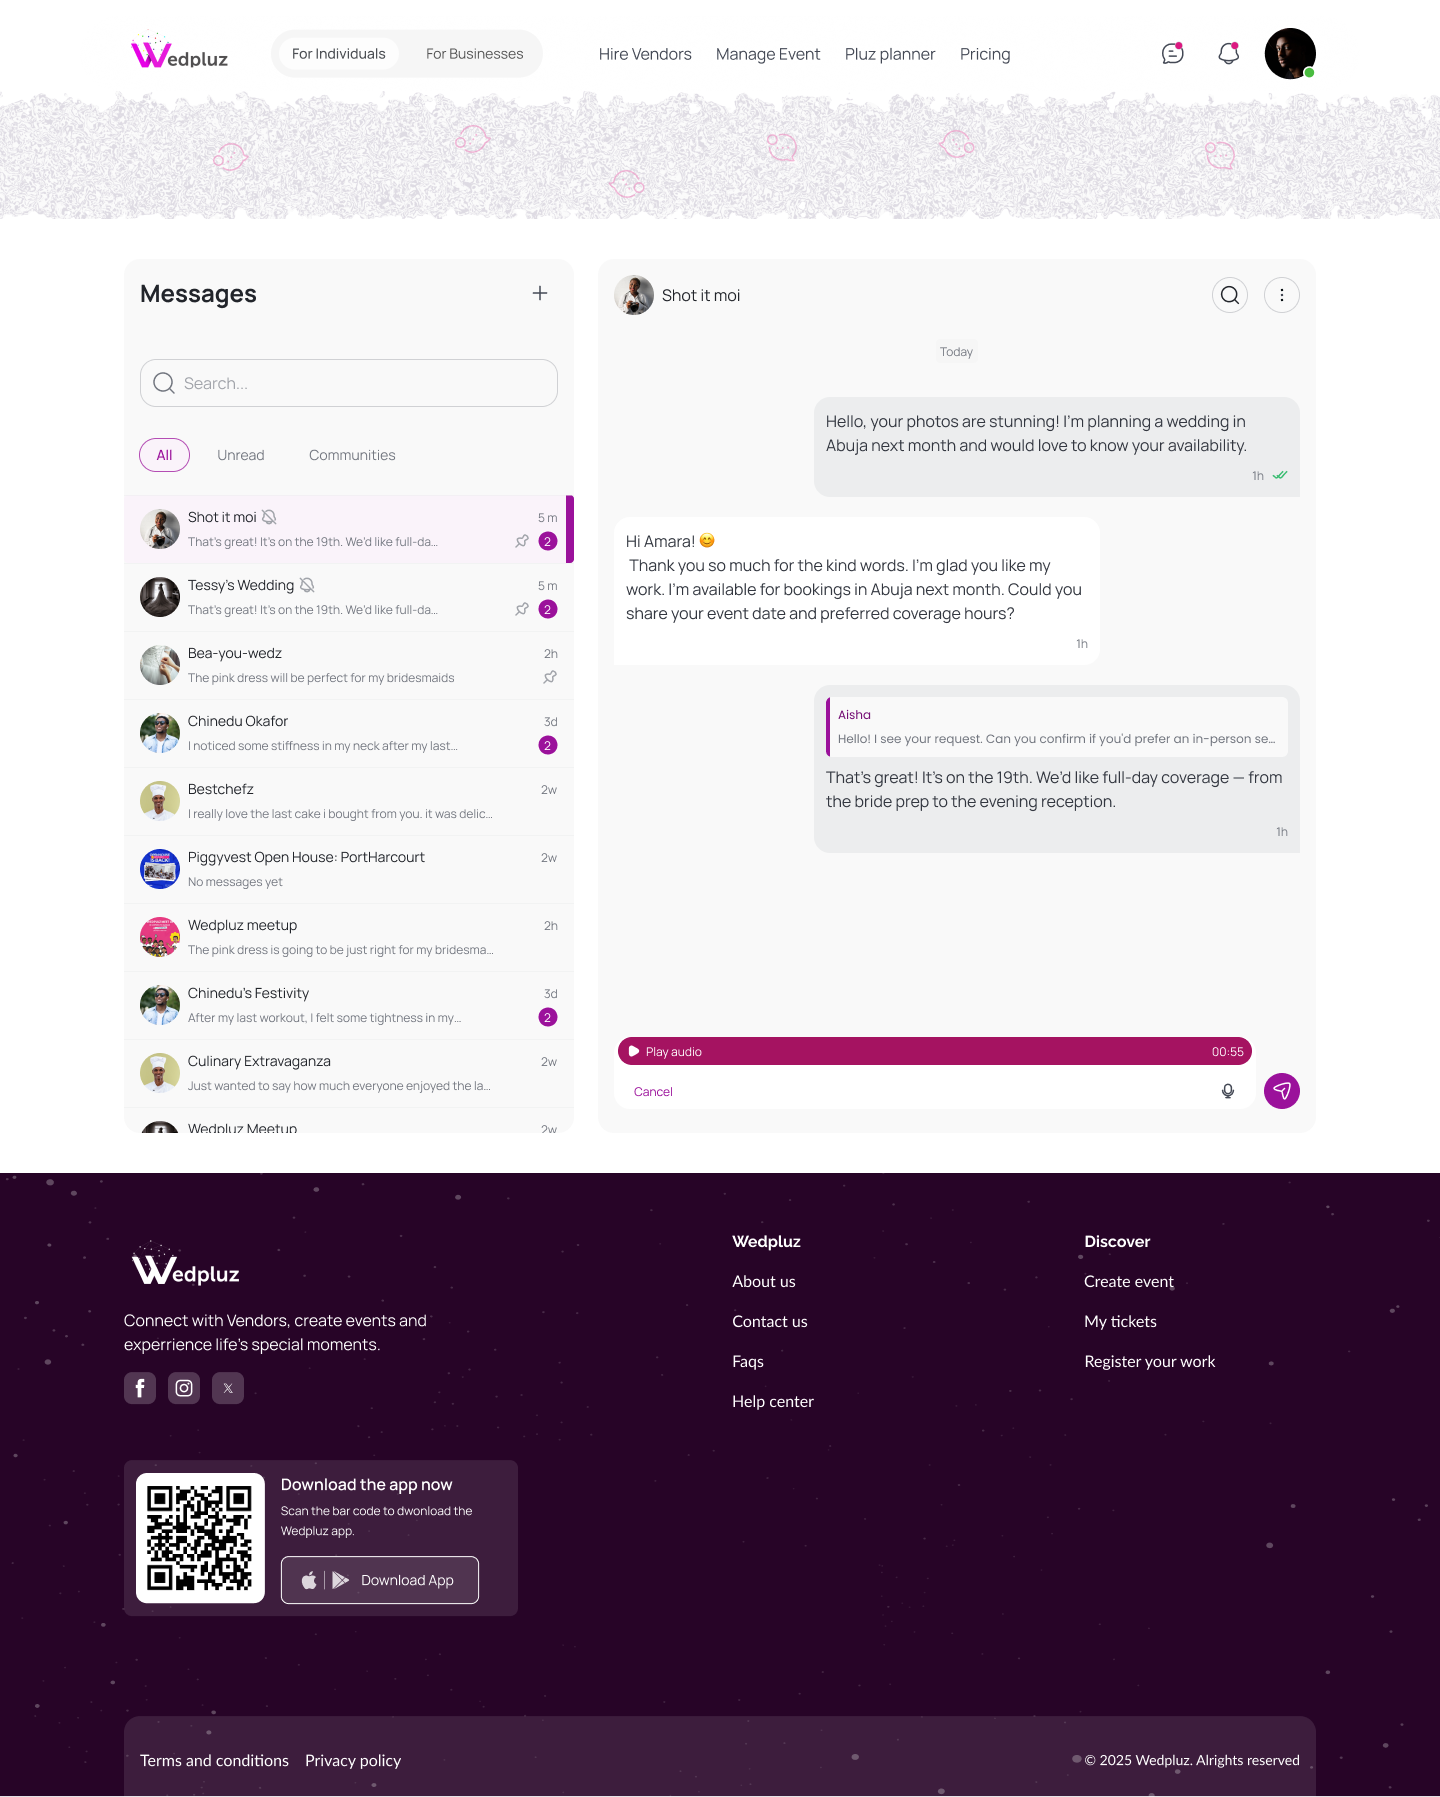 Wedpluz
For Individuals
For Businesses
Hire Vendors
Manage Event
Pluz planner
Pricing
Messages
Search...
All
Unread
Communities
Shot it moi
5 m
That's great! It's on the 19th. We'd like full-da...
2
Tessy's Wedding
5 m
That's great! It's on the 19th. We'd like full-da...
2
Bea-you-wedz
2h
The pink dress will be perfect for my bridesmaids
Chinedu Okafor
3d
I noticed some stiffness in my neck after my last...
2
Bestchefz
2w
I really love the last cake i bought from you. it was delic...
Piggyvest Open House: PortHarcourt
2w
No messages yet
Wedpluz meetup
2h
The pink dress is going to be just right for my bridesma...
Chinedu's Festivity
3d
After my last workout, I felt some tightness in my...
2
Culinary Extravaganza
2w
Just wanted to say how much everyone enjoyed the la...
Wedpluz Meetup
2w
Shot it moi
Today
Hello, your photos are stunning! I'm planning a wedding in
Abuja next month and would love to know your availability.
1h
Hi Amara! 😊
Thank you so much for the kind words. I'm glad you like my
work. I'm available for bookings in Abuja next month. Could you
share your event date and preferred coverage hours?
1h
Aisha
Hello! I see your request. Can you confirm if you'd prefer an in-person se...
That's great! It's on the 19th. We'd like full-day coverage — from
the bride prep to the evening reception.
1h
Play audio
00:55
Cancel
Wedpluz
Connect with Vendors, create events and
experience life's special moments.
Download the app now
Scan the bar code to dwonload the
Wedpluz app.
Download App
Wedpluz
About us
Contact us
Faqs
Help center
Discover
Create event
My tickets
Register your work
Terms and conditions
Privacy policy
© 2025 Wedpluz. Alrights reserved